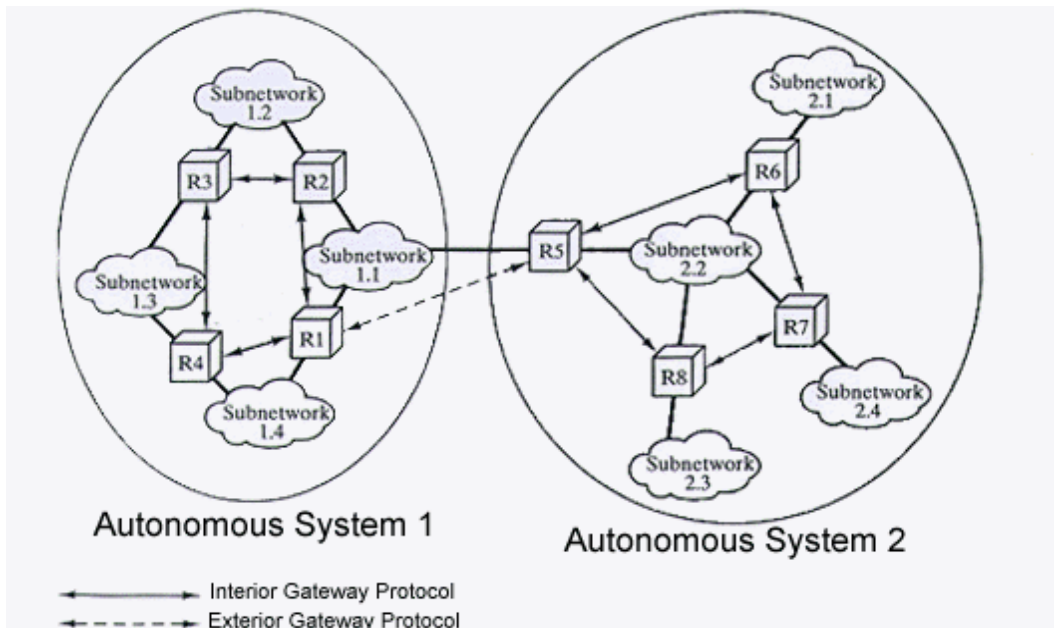 Subnetwork
1.2
Subnetwork
2.1
R3
R2
R6
Subnetwork
1.1
R5
Subnetwork
2.2
Subnetwork
1.3
R4
R1
R7
R8
Subnetwork
1.4
Subnetwork
2.4
Subnetwork
2.3
Autonomous System 1
Autonomous System 2
Interior Gateway Protocol
Exterior Gateway Protocol